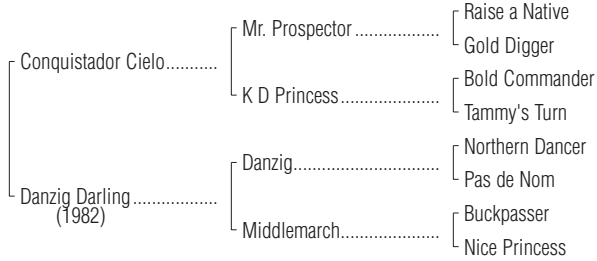 Raise a Native
Mr. Prospector ..................
Gold Digger
Conquistador Cielo...........
Bold Commander
K D Princess.....................
Tammy's Turn
Northern Dancer
Danzig...............................
Pas de Nom
Danzig Darling ..................
(1982)
Buckpasser
Middlemarch.....................
Nice Princess